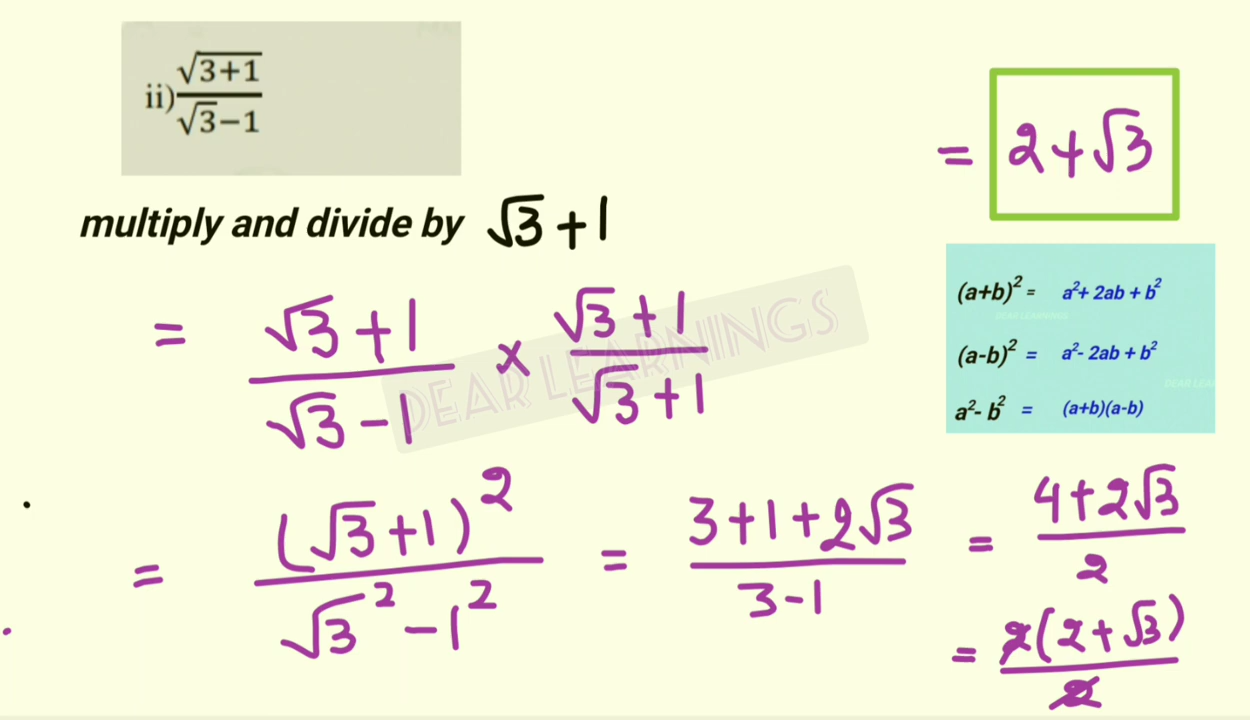 ii) √(3+1) / (√3−1)
multiply and divide by √3 + 1
= (√3 + 1)/(√3 − 1) × (√3 + 1)/(√3 + 1)
= (√3 + 1)² / (√3² − 1²) = (3 + 1 + 2√3)/(3 − 1) = (4 + 2√3)/2
= 2(2 + √3)/2
= 2 + √3
(a+b)² = a²+ 2ab + b²
(a-b)² = a²- 2ab + b²
a²- b² = (a+b)(a-b)
DEAR LEARNINGS